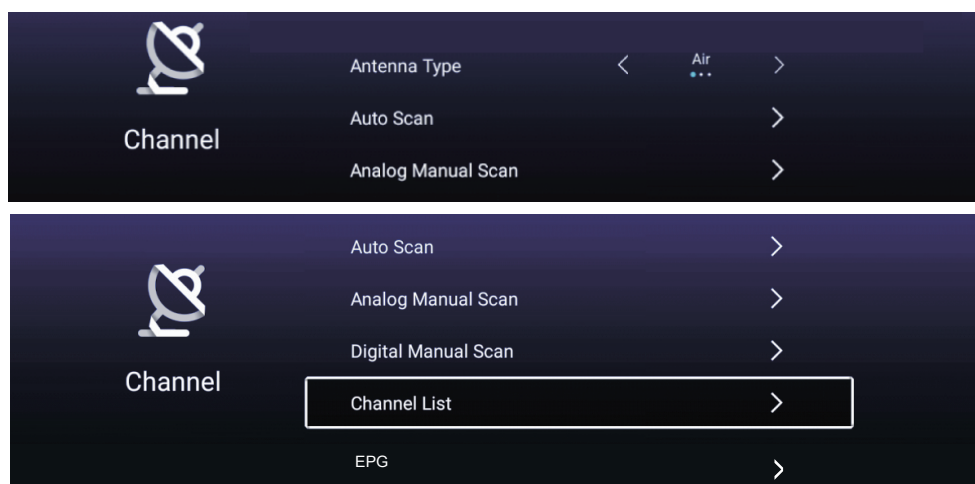 Antenna Type
Air
Channel
Auto Scan
Analog Manual Scan
Auto Scan
Analog Manual Scan
Digital Manual Scan
Channel
Channel List
EPG